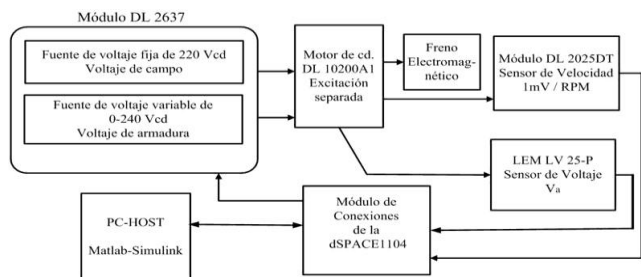 Módulo DL 2637
Fuente de voltaje fija de 220 Vcd
Voltaje de campo
Fuente de voltaje variable de
0-240 Vcd
Voltaje de armadura
Motor de cd.
DL 10200A1
Excitación
separada
Freno
Electromag-
nético
Módulo DL 2025DT
Sensor de Velocidad
1mV / RPM
LEM LV 25-P
Sensor de Voltaje
Va
PC-HOST
Matlab-Simulink
Módulo de
Conexiones
de la
dSPACE1104